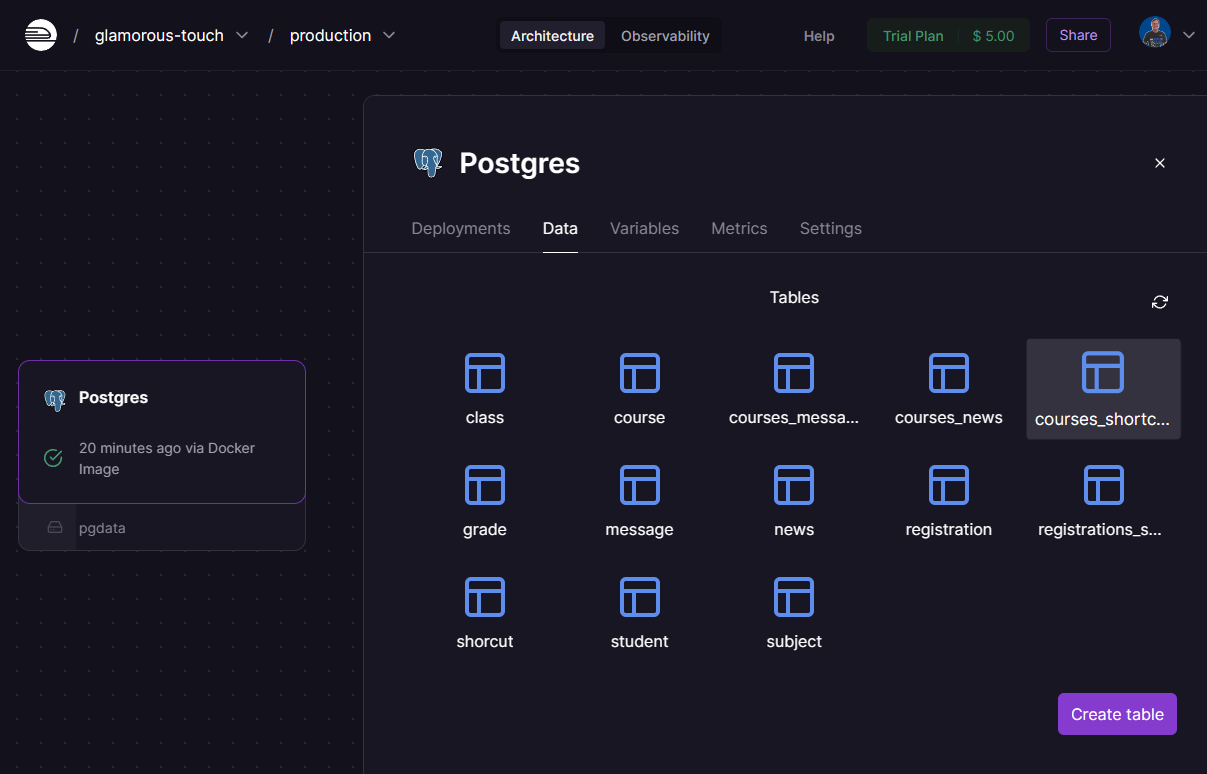 / glamorous-touch / production Architecture Observability Help Trial Plan $ 5.00 Share
Postgres
Deployments Data Variables Metrics Settings
Tables
class course courses_messa... courses_news courses_shortc...
grade message news registration registrations_s...
shorcut student subject
Create table
Postgres
20 minutes ago via Docker
Image
pgdata